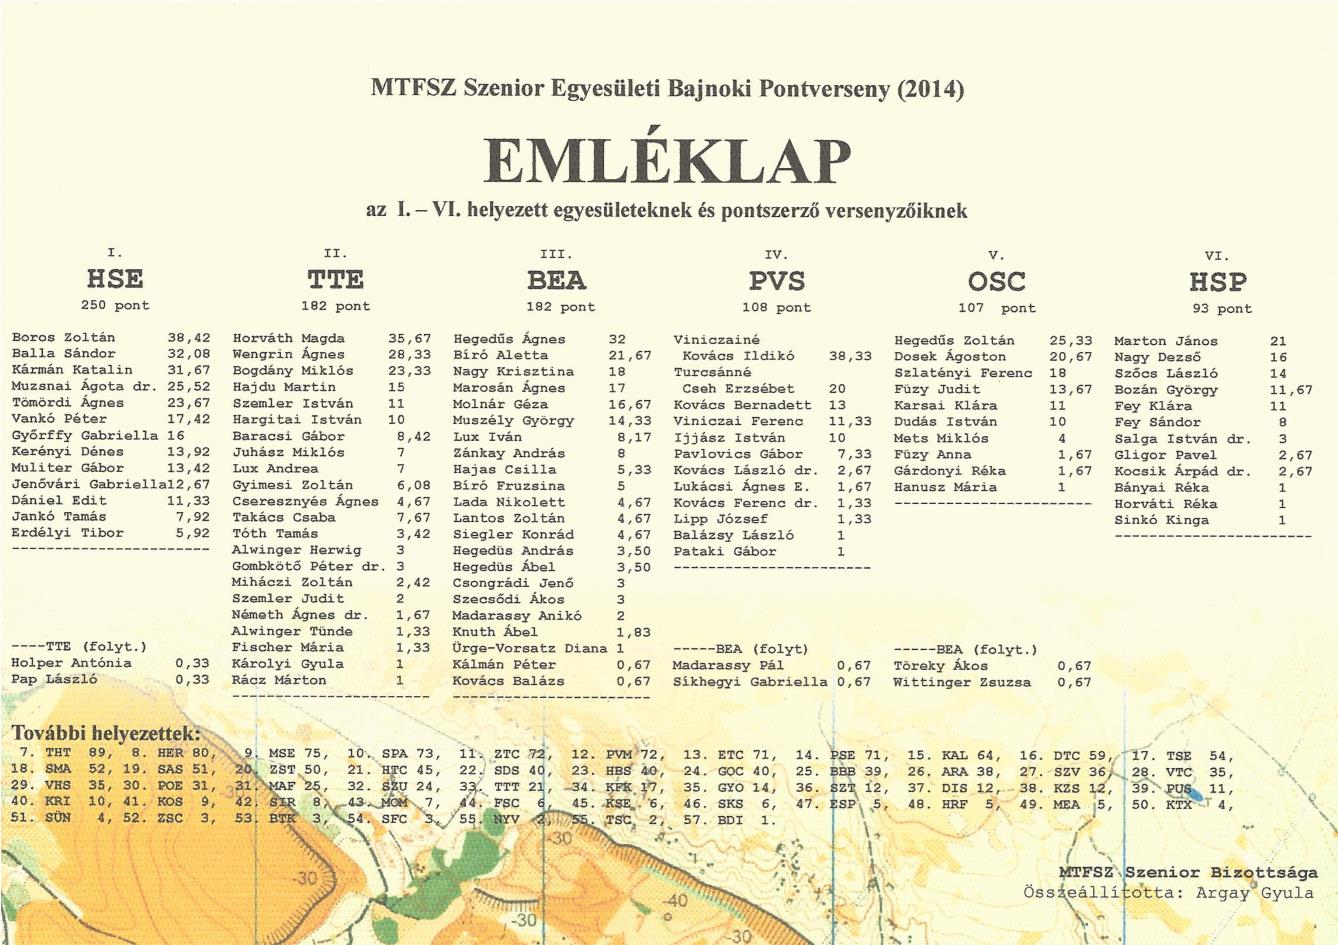 MTFSZ Szenior Egyesületi Bajnoki Pontverseny (2014)
EMLÉKLAP
az I. – VI. helyezett egyesületeknek és pontszerző versenyzőiknek
I.
HSE
250 pont
Boros Zoltán 38,42
Balla Sándor 32,08
Kármán Katalin 31,67
Muzsnai Ágota dr. 25,52
Tömördi Ágnes 23,67
Vankó Péter 17,42
Győrffy Gabriella 16
Kerényi Dénes 13,92
Muliter Gábor 13,42
Jenővári Gabriella12,67
Dániel Edit 11,33
Jankó Tamás 7,92
Erdélyi Tibor 5,92
----------------------
----TTE (folyt.)
Holper Antónia 0,33
Pap László 0,33
II.
TTE
182 pont
Horváth Magda 35,67
Wengrin Ágnes 28,33
Bogdány Miklós 23,33
Hajdu Martin 15
Szemler István 11
Hargitai István 10
Baracsi Gábor 8,42
Juhász Miklós 7
Lux Andrea 7
Gyimesi Zoltán 6,08
Cseresznyés Ágnes 4,67
Takács Csaba 7,67
Tóth Tamás 3,42
Alwinger Herwig 3
Gombkötő Péter dr. 3
Miháczi Zoltán 2,42
Szemler Judit 2
Németh Ágnes dr. 1,67
Alwinger Tünde 1,33
Fischer Mária 1,33
Károlyi Gyula 1
Rácz Márton 1
----------------------
III.
BEA
182 pont
Hegedűs Ágnes 32
Bíró Aletta 21,67
Nagy Krisztina 18
Marosán Ágnes 17
Molnár Géza 16,67
Muszély György 14,33
Lux Iván 8,17
Zánkay András 8
Hajas Csilla 5,33
Bíró Fruzsina 5
Lada Nikolett 4,67
Lantos Zoltán 4,67
Siegler Konrád 4,67
Hegedüs András 3,50
Hegedüs Ábel 3,50
Csongrádi Jenő 3
Szecsődi Ákos 3
Madarassy Anikó 2
Knuth Ábel 1,83
Ürge-Vorsatz Diana 1
Kálmán Péter 0,67
Kovács Balázs 0,67
----------------------
IV.
PVS
108 pont
Viniczainé
Kovács Ildikó 38,33
Turcsánné
Cseh Erzsébet 20
Kovács Bernadett 13
Viniczai Ferenc 11,33
Ijjász István 10
Pavlovics Gábor 7,33
Kovács László dr. 2,67
Lukácsi Ágnes E. 1,67
Kovács Ferenc dr. 1,33
Lipp József 1,33
Balázsy László 1
Pataki Gábor 1
----------------------
-----BEA (folyt)
Madarassy Pál 0,67
Síkhegyi Gabriella 0,67
V.
OSC
107 pont
Hegedűs Zoltán 25,33
Dosek Ágoston 20,67
Szlatényi Ferenc 18
Füzy Judit 13,67
Karsai Klára 11
Dudás István 10
Mets Miklós 4
Füzy Anna 1,67
Gárdonyi Réka 1,67
Hanusz Mária 1
----------------------
-----BEA (folyt.)
Töreky Ákos 0,67
Wittinger Zsuzsa 0,67
VI.
HSP
93 pont
Marton János 21
Nagy Dezső 16
Szőcs László 14
Bozán György 11,67
Fey Klára 11
Fey Sándor 8
Salga István dr. 3
Gligor Pavel 2,67
Kocsik Árpád dr. 2,67
Bányai Réka 1
Horváti Réka 1
Sinkó Kinga 1
----------------------
További helyezettek:
7. THT 89, 8. HER 80, 9. MSE 75, 10. SPA 73, 11. ZTC 72, 12. PVM 72, 13. ETC 71, 14. PSE 71, 15. KAL 64, 16. DTC 59, 17. TSE 54,
18. SMA 52, 19. SAS 51, 20. ZST 50, 21. HTC 45, 22. SDS 40, 23. HBS 40, 24. GOC 40, 25. BBB 39, 26. ARA 38, 27. SZV 36, 28. VTC 35,
29. VHS 35, 30. POE 31, 31. MAF 25, 32. SZU 24, 33. TTT 21, 34. KFK 17, 35. GYO 14, 36. SZT 12, 37. DIS 12, 38. KZS 12, 39. PUS 11,
40. KRI 10, 41. KOS 9, 42. SIR 8, 43. MOM 7, 44. FSC 6, 45. KSE 6, 46. SKS 6, 47. ESP 5, 48. HRF 5, 49. MEA 5, 50. KTX 4,
51. SÜN 4, 52. ZSC 3, 53. BTK 3, 54. SFC 3, 55. NYV 2, 55. TSC 2, 57. BDI 1.
-30
-30
-40
-30
-30
MTFSZ Szenior Bizottsága
Összeállította: Argay Gyula